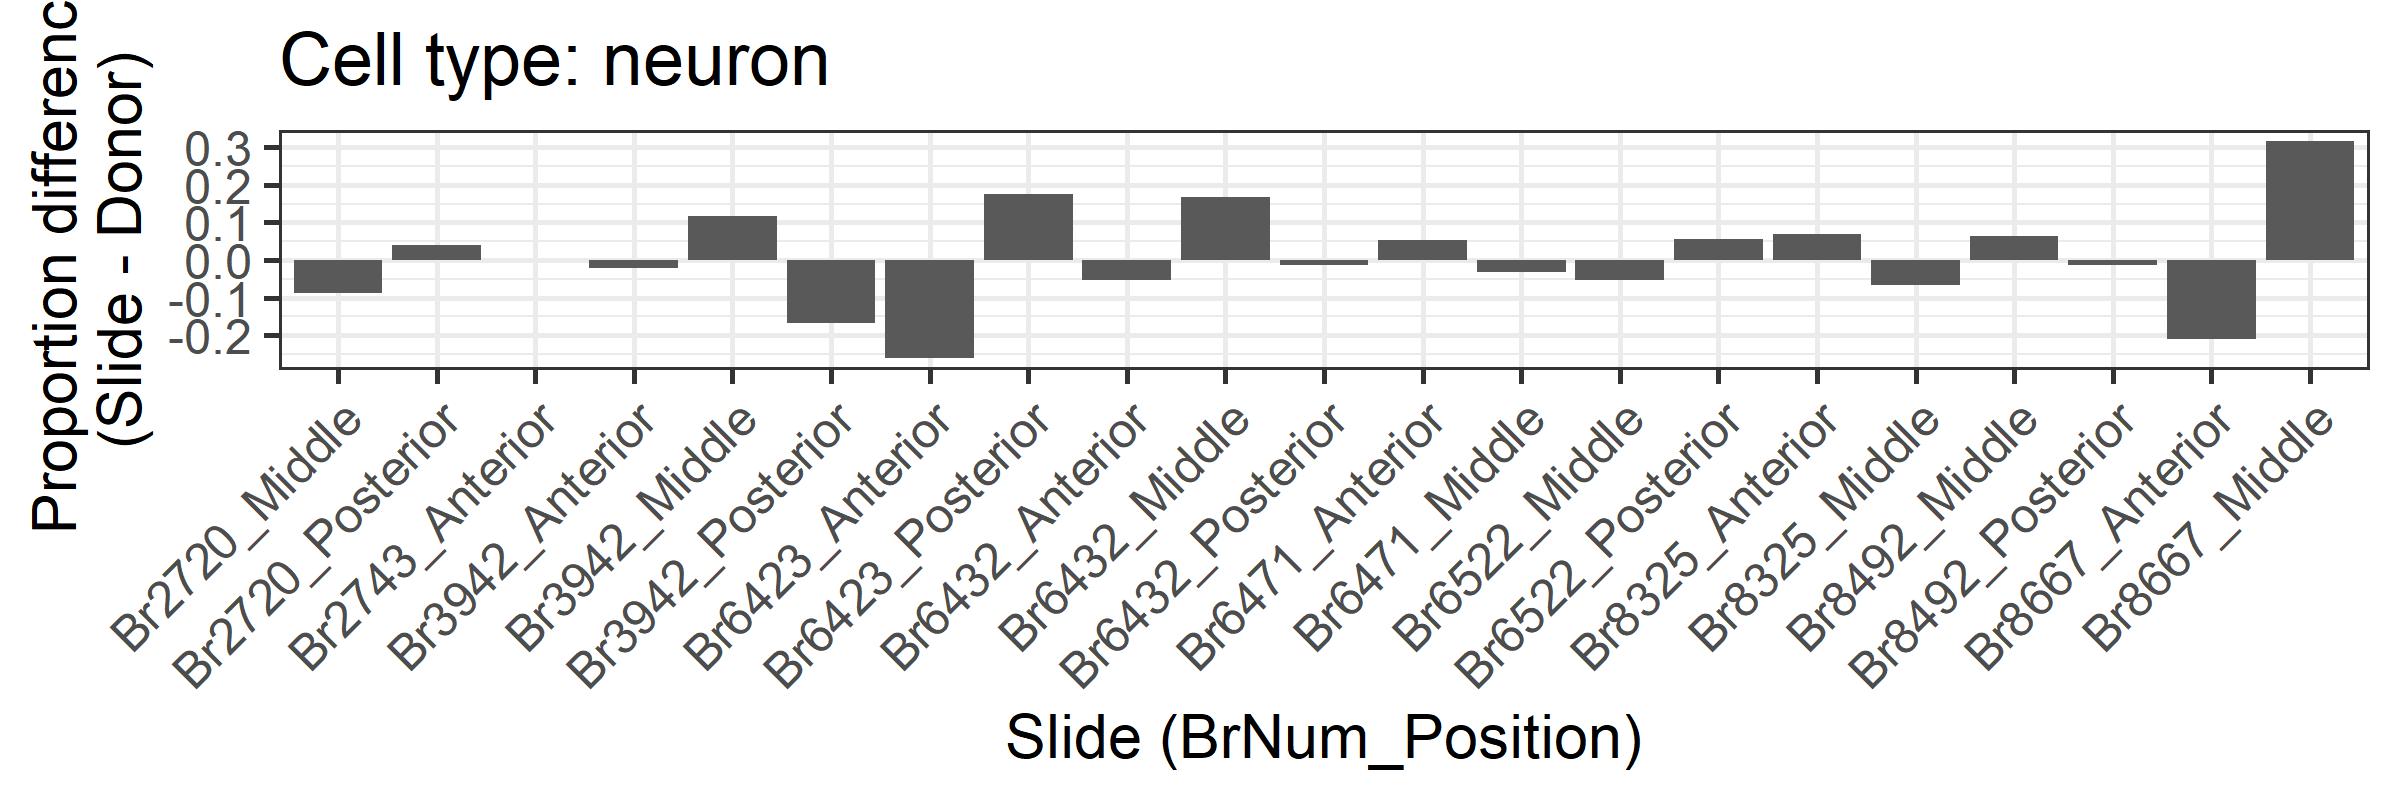 Cell type: neuron
Proportion differenc
(Slide - Donor)
0.3
0.2
0.1
0.0
-0.1
-0.2
Br2720_Middle
Br2720_Posterior
Br2743_Anterior
Br3942_Anterior
Br3942_Middle
Br3942_Posterior
Br6423_Anterior
Br6423_Posterior
Br6432_Anterior
Br6432_Middle
Br6432_Posterior
Br6471_Anterior
Br6471_Middle
Br6522_Middle
Br6522_Posterior
Br8325_Anterior
Br8325_Middle
Br8492_Middle
Br8492_Posterior
Br8667_Anterior
Br8667_Middle
Slide (BrNum_Position)